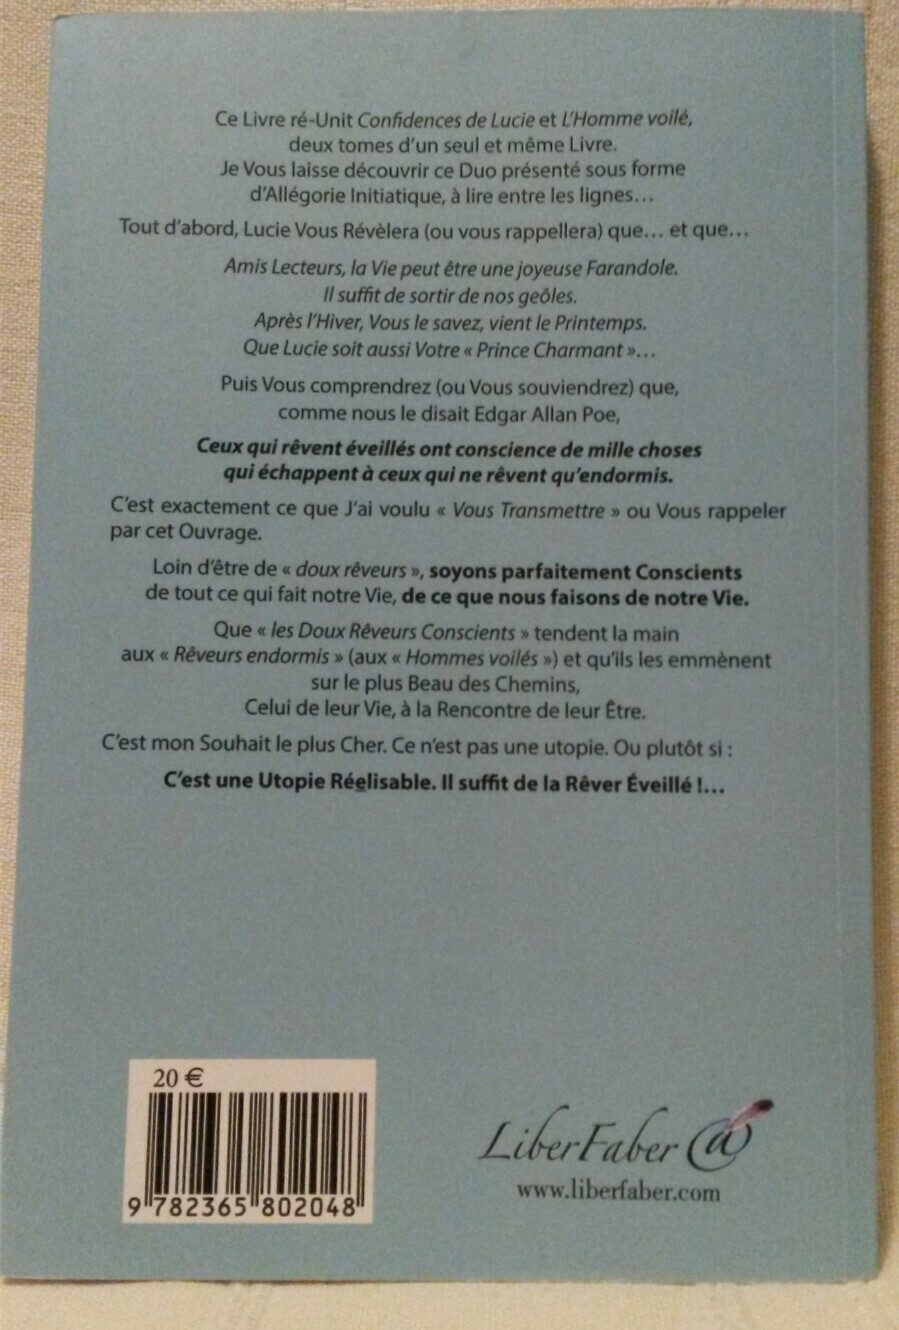 Ce Livre ré-Unit Confidences de Lucie et L'Homme voilé,
deux tomes d'un seul et même Livre.
Je Vous laisse découvrir ce Duo présenté sous forme
d'Allégorie Initiatique, à lire entre les lignes…
Tout d'abord, Lucie Vous Révèlera (ou vous rappellera) que… et que…
Amis Lecteurs, la Vie peut être une joyeuse Farandole.
Il suffit de sortir de nos geôles.
Après l'Hiver, Vous le savez, vient le Printemps.
Que Lucie soit aussi Votre « Prince Charmant »…
Puis Vous comprendrez (ou Vous souviendrez) que,
comme nous le disait Edgar Allan Poe,
Ceux qui rêvent éveillés ont conscience de mille choses
qui échappent à ceux qui ne rêvent qu'endormis.
C'est exactement ce que J'ai voulu « Vous Transmettre » ou Vous rappeler
par cet Ouvrage.
Loin d'être de « doux rêveurs », soyons parfaitement Conscients
de tout ce qui fait notre Vie, de ce que nous faisons de notre Vie.
Que « les Doux Rêveurs Conscients » tendent la main
aux « Rêveurs endormis » (aux « Hommes voilés ») et qu'ils les emmènent
sur le plus Beau des Chemins,
Celui de leur Vie, à la Rencontre de leur Être.
C'est mon Souhait le plus Cher. Ce n'est pas une utopie. Ou plutôt si :
C'est une Utopie Réelisable. Il suffit de la Rêver Éveillé !…
20 €
9 782365 802048
LiberFaber @
www.liberfaber.com